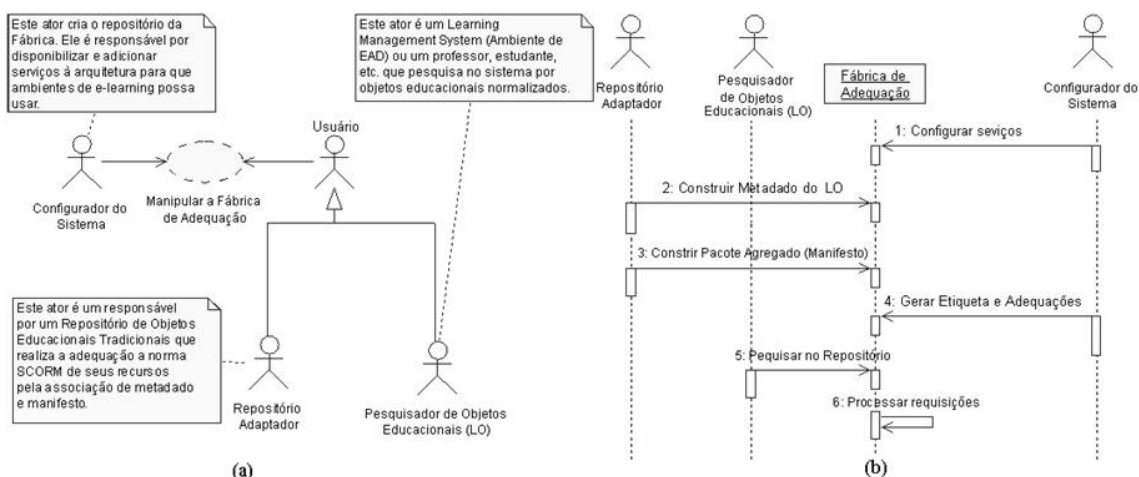 Este ator cria o repositório da
Fábrica. Ele é responsável por
disponibilizar e adicionar
serviços à arquitetura para que
ambientes de e-learning possa
usar.
Este ator é um Learning
Management System (Ambiente de
EAD) ou um professor, estudante,
etc. que pesquisa no sistema por
objetos educacionais normalizados.
Usuário
Configurador do
Sistema
Manipular a Fábrica
de Adequação
Este ator é um responsável
por um Repositório de Objetos
Educacionais Tradicionais que
realiza a adequação a norma
SCORM de seus recursos
pela associação de metadado
e manifesto.
Repositório
Adaptador
Pesquisador de Objetos
Educacionais (LO)
(a)
Repositório
Adaptador
Pesquisador
de Objetos
Educacionais (LO)
Fábrica de
Adequação
Configurador do
Sistema
1: Configurar seviços
2: Construir Metadado do LO
3: Constrir Pacote Agregado (Manifesto)
4: Gerar Etiqueta e Adequações
5: Pequisar no Repositório
6: Processar requisições
(b)